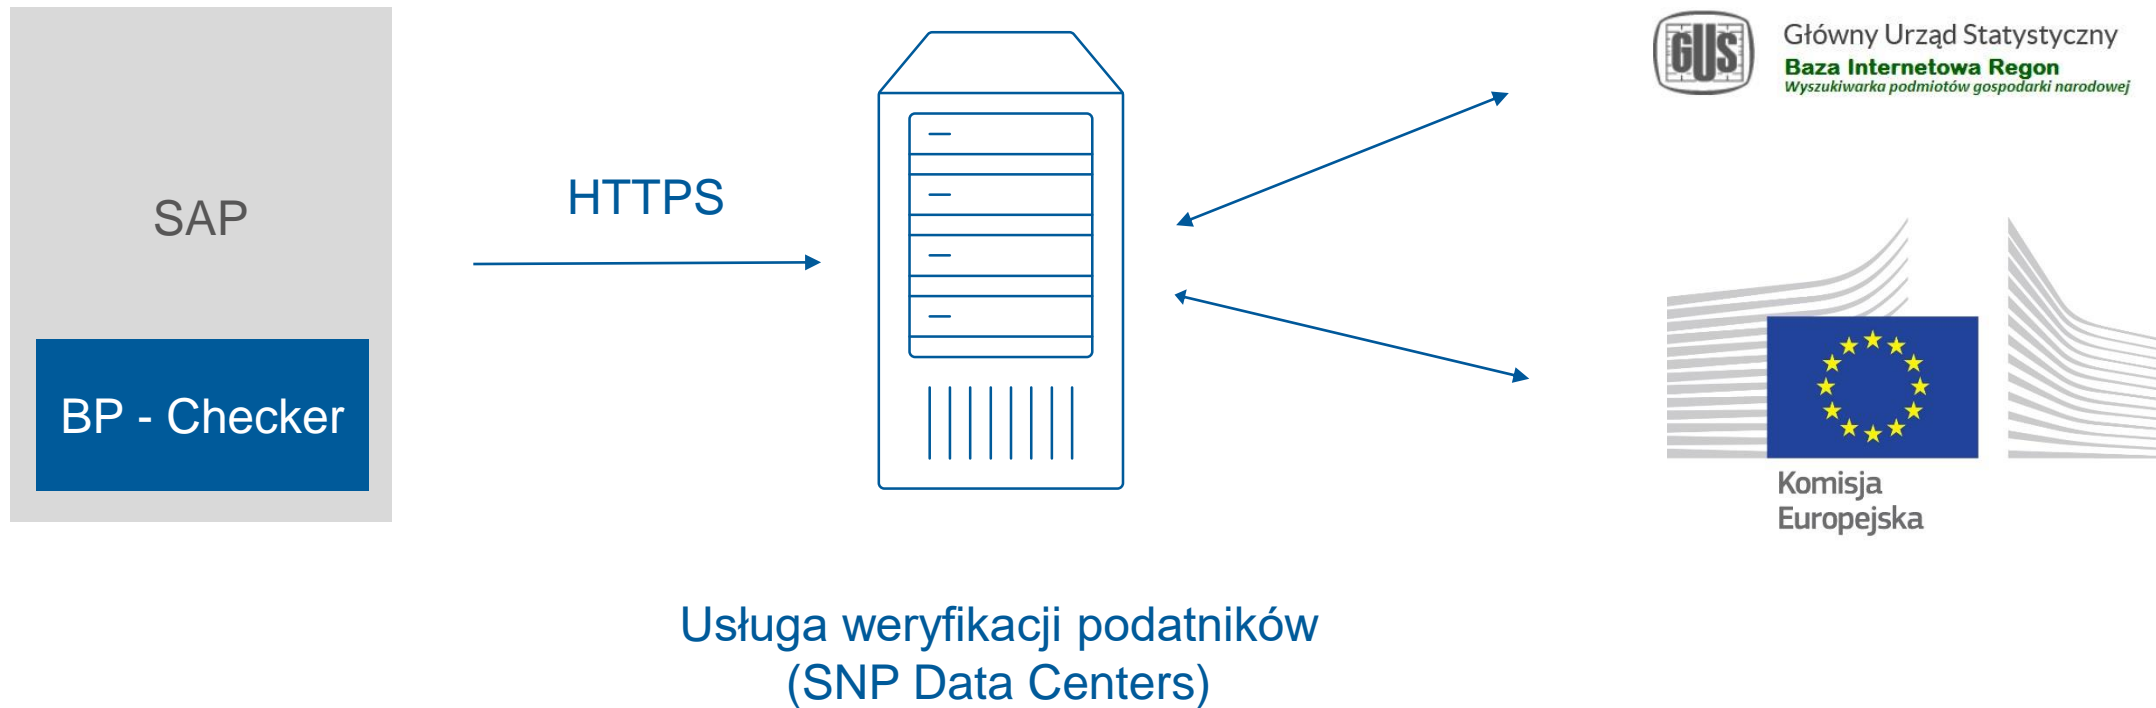 SAP
BP - Checker
HTTPS
GUS
Główny Urząd Statystyczny
Baza Internetowa Regon
Wyszukiwarka podmiotów gospodarki narodowej
Komisja
Europejska
Usługa weryfikacji podatników
(SNP Data Centers)